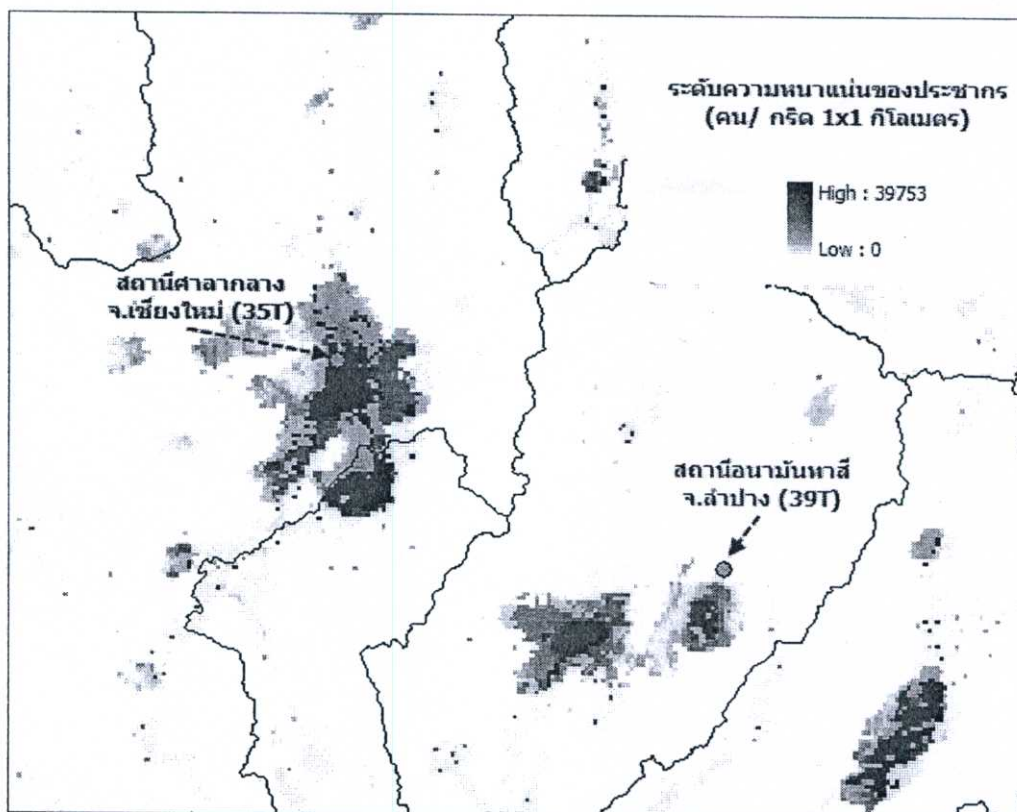 ระดับความหนาแน่นของประชากร
(คน/ กริด 1x1 กิโลเมตร)
High : 39753
Low : 0
สถานีศาลากลาง
จ.เชียงใหม่ (35T)
สถานีอนามันหาสี
จ.ลำปาง (39T)